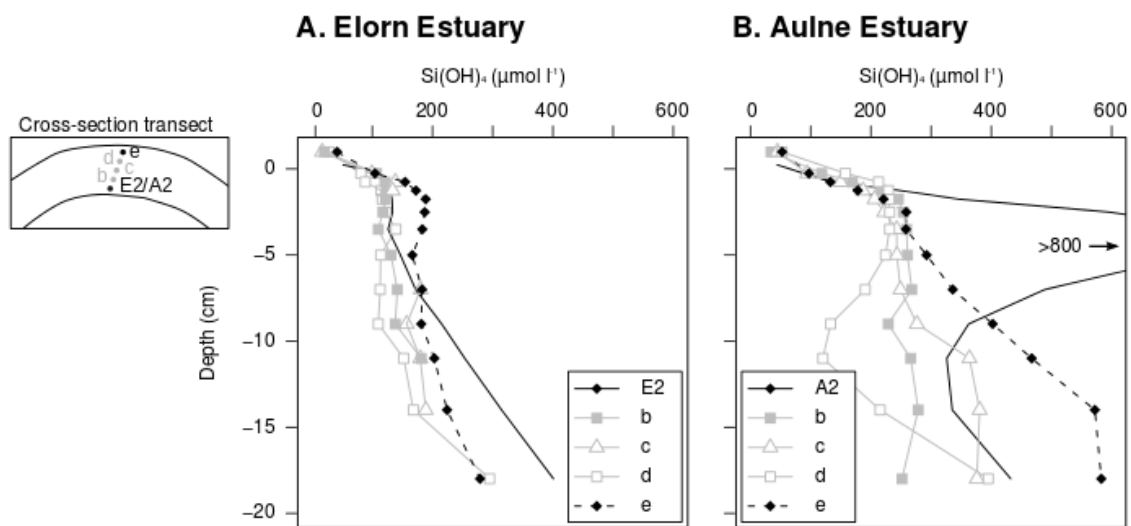 A. Elorn Estuary
B. Aulne Estuary
Si(OH)₄ (µmol l⁻¹)
Si(OH)₄ (µmol l⁻¹)
0 200 400 600
0 200 400 600
Cross-section transect
d e
c
b E2/A2
Depth (cm)
0
−5
−10
−15
−20
>800
E2
b
c
d
e
A2
b
c
d
e